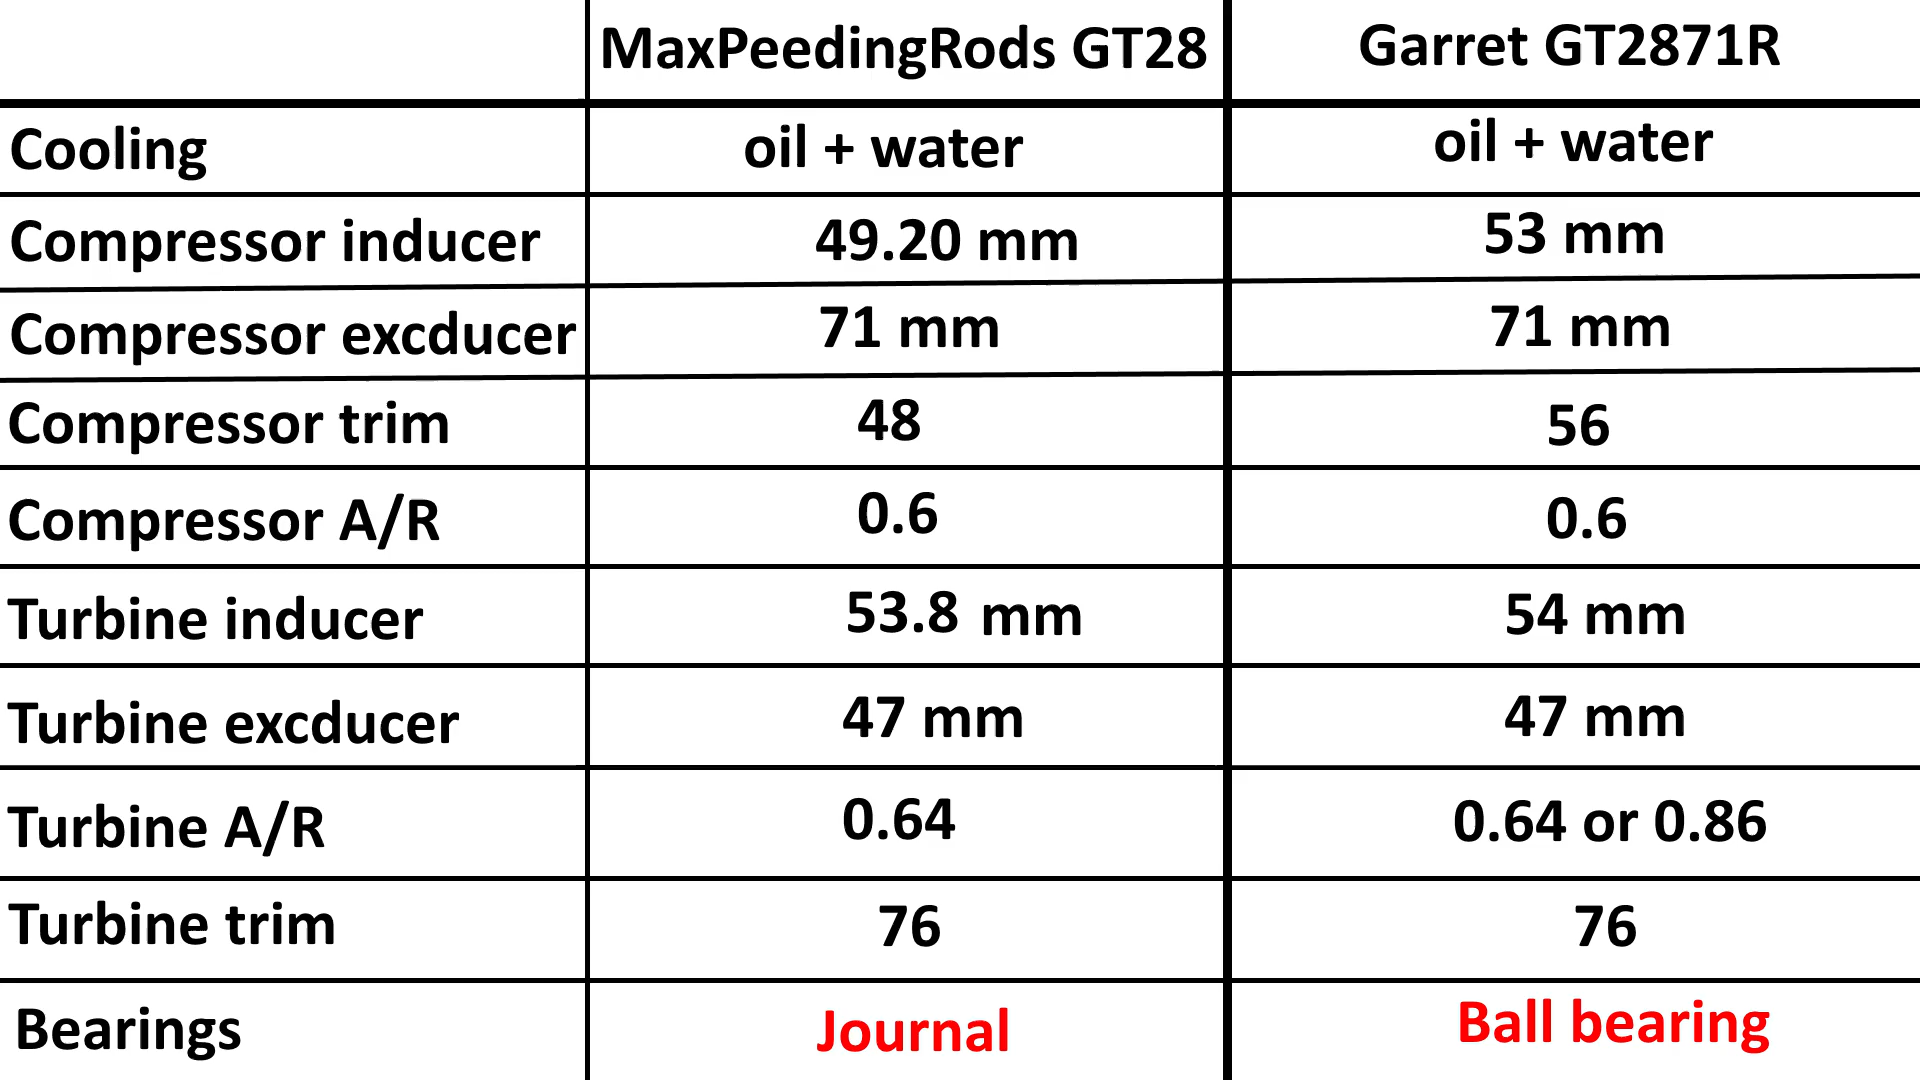 MaxPeedingRods GT28 Garret GT2871R
Cooling oil + water oil + water
Compressor inducer 49.20 mm 53 mm
Compressor excducer 71 mm 71 mm
Compressor trim 48 56
Compressor A/R 0.6 0.6
Turbine inducer 53.8 mm 54 mm
Turbine excducer 47 mm 47 mm
Turbine A/R 0.64 0.64 or 0.86
Turbine trim 76 76
Bearings Journal Ball bearing